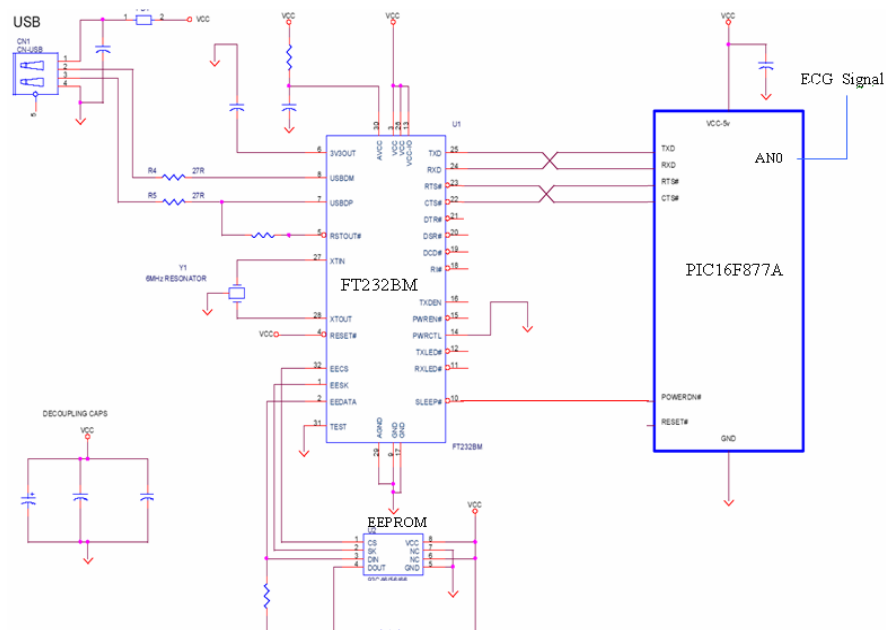 USB
CN1
CN-USB
1
2
3
4
5
1 2
VCC
VCC
VCC
VCC
ECG Signal
R4 27R
R5 27R
U1
30 3 26 13
AVCC VCC VCC VCC-IO
6 3V3OUT
8 USBDM
7 USBDP
5 RSTOUT#
27 XTIN
28 XTOUT
VCC 4 RESET#
32 EECS
1 EESK
2 EEDATA
31 TEST
FT232BM
TXD 25
RXD 24
RTS# 23
CTS# 22
DTR# 21
DSR# 20
DCD# 19
RI# 18
TXDEN 16
PWREN# 15
PWRCTL 14
TXLED# 12
RXLED# 11
SLEEP# 10
AGND GND GND
29 9 17
FT232BM
Y1
6MHz RESONATOR
VCC-5v
TXD
RXD
RTS#
CTS#
AN0
PIC16F877A
POWERDN#
RESET#
GND
DECOUPLING CAPS
VCC
EEPROM
VCC
1 CS VCC 8
2 SK NC 7
3 DIN NC 6
4 DOUT GND 5